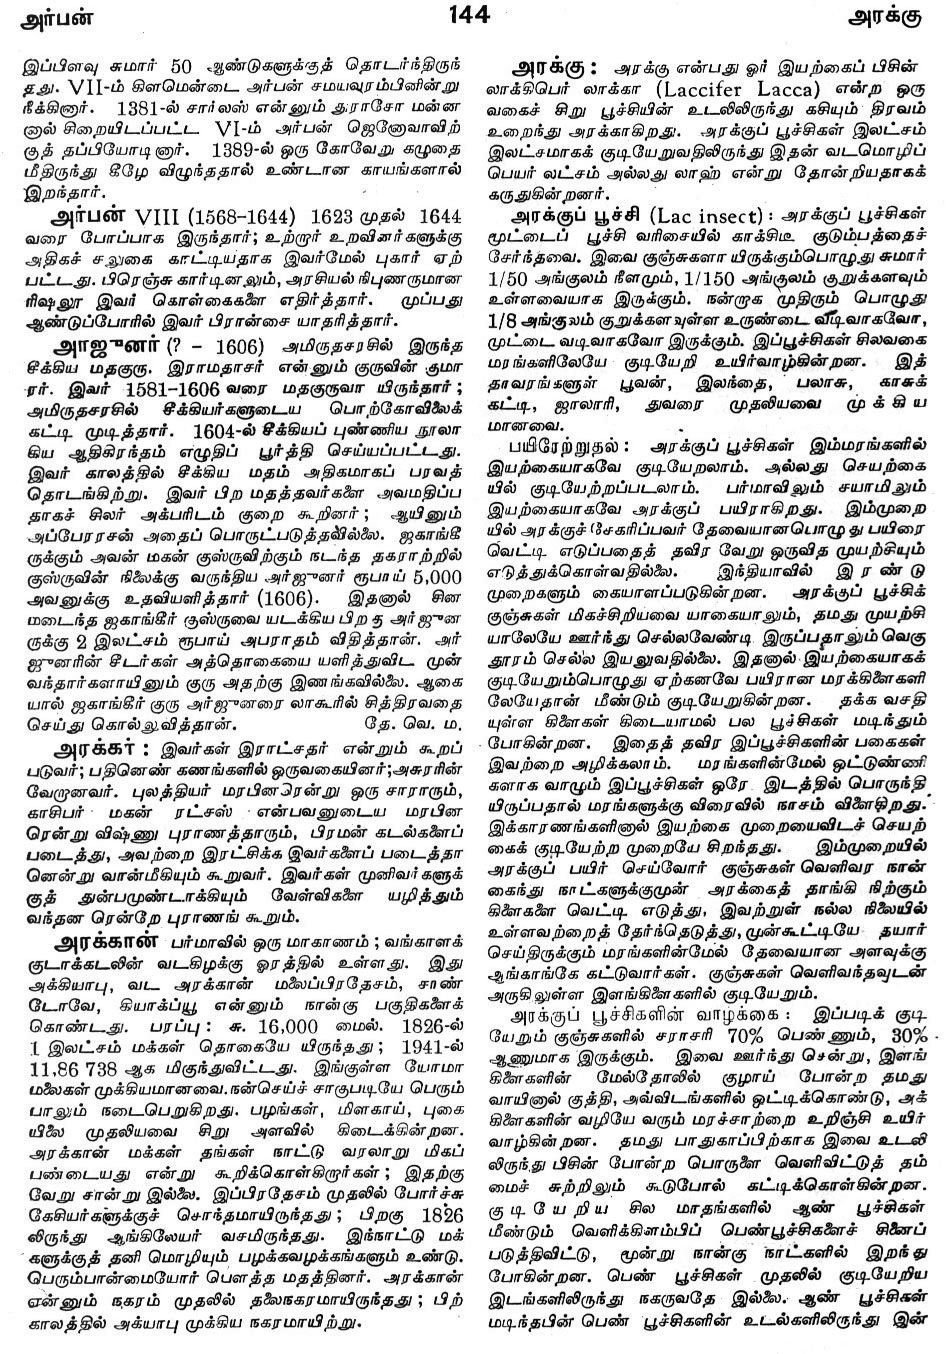 அர்பன்
144
அரக்கு
இப்பிளவு சுமார் 50 ஆண்டுகளுக்குத் தொடர்ந்திருந்
தது. VII-ம் கிளமென்டை அர்பன் சமயவரம்பினின்று
நீக்கினார். 1381-ல் சார்லஸ் என்னும் துராசோ மன்ன
னால் சிறையிடப்பட்ட VI-ம் அர்பன் ஜெனோவாவிற்
குத் தப்பியோடினார். 1389-ல் ஒரு கோவேறு கழுதை
மீதிருந்து கீழே விழுந்ததால் உண்டான காயங்களால்
இறந்தார்.
அர்பன் VIII (1568-1644) 1623 முதல் 1644
வரை போப்பாக இருந்தார்; உற்றார் உறவினர்களுக்கு
அதிகச் சலுகை காட்டியதாக இவர்மேல் புகார் ஏற்
பட்டது. பிரெஞ்சு கார்டினலும், அரசியல் நிபுணருமான
ரிஷலூ இவர் கொள்கைகளை எதிர்த்தார். முப்பது
ஆண்டுப்போரில் இவர் பிரான்சை யாதரித்தார்.
அர்ஜுனர் (? – 1606) அமிருதசரசில் இருந்த
சீக்கிய மதகுரு. இராமதாசர் என்னும் குருவின் குமா
ரர். இவர் 1581–1606 வரை மதகுருவா யிருந்தார்;
அமிருதசரசில் சீக்கியர்களுடைய பொற்கோவிலைக்
கட்டி முடித்தார். 1604-ல் சீக்கியப் புண்ணிய நூலா
கிய ஆதிகிரந்தம் எழுதிப் பூர்த்தி செய்யப்பட்டது.
இவர் காலத்தில் சீக்கிய மதம் அதிகமாகப் பரவத்
தொடங்கிற்று. இவர் பிற மதத்தவர்களை அவமதிப்ப
தாகச் சிலர் அக்பரிடம் குறை கூறினர்; ஆயினும்
அப்பேரரசன் அதைப் பொருட்படுத்தவில்லை. ஜகாங்கீ
ருக்கும் அவன் மகன் குஸ்ருவிற்கும் நடந்த தகராற்றில்
குஸ்ருவின் நிலைக்கு வருந்திய அர்ஜுனர் ரூபாய் 5,000
அவனுக்கு உதவியளித்தார் (1606). இதனால் சின
மடைந்த ஜகாங்கீர் குஸ்ருவை யடக்கிய பிறகு அர்ஜுன
ருக்கு 2 இலட்சம் ரூபாய் அபராதம் விதித்தான். அர்
ஜுனரின் சீடர்கள் அத்தொகையை யளித்துவிட முன்
வந்தார்களாயினும் குரு அதற்கு இணங்கவில்லை. ஆகை
யால் ஜகாங்கீர் குரு அர்ஜுனரை லாகூரில் சித்திரவதை
செய்து கொல்லுவித்தான். தே. வெ. ம.
அரக்கர்: இவர்கள் இராட்சதர் என்றும் கூறப்
படுவர்; பதினெண் கணங்களில் ஒருவகையினர்; அசுரரின்
வேறானவர். புலத்தியர் மரபினரென்று ஒரு சாராரும்,
காசிபர் மகன் ரட்சஸ் என்பவனுடைய மரபின
ரென்று விஷ்ணு புராணத்தாரும், பிரமன் கடல்களைப்
படைத்து, அவற்றை இரட்சிக்க இவர்களைப் படைத்தா
னென்று வான்மீகியும் கூறுவர். இவர்கள் முனிவர்களுக்
குத் துன்பமுண்டாக்கியும் வேள்விகளை யழித்தும்
வந்தன ரென்றே புராணங் கூறும்.
அரக்கான் பர்மாவில் ஒரு மாகாணம்; வங்காளக்
குடாக்கடலின் வடகிழக்கு ஓரத்தில் உள்ளது. இது
அக்கியாபு, வட அரக்கான் மலைப்பிரதேசம், சாண்
டோவே, கியாக்ப்யூ என்னும் நான்கு பகுதிகளைக்
கொண்டது. பரப்பு: சு. 16,000 மைல். 1826-ல்
1 இலட்சம் மக்கள் தொகையே யிருந்தது; 1941-ல்
11,86 738 ஆக மிகுந்துவிட்டது. இங்குள்ள யோமா
மலைகள் முக்கியமானவை. நன்செய்ச் சாகுபடியே பெரும்
பாலும் நடைபெறுகிறது. பழங்கள், மிளகாய், புகை
யிலை முதலியவை சிறு அளவில் கிடைக்கின்றன.
அரக்கான் மக்கள் தங்கள் நாட்டு வரலாறு மிகப்
பண்டையது என்று கூறிக்கொள்கிறார்கள்; இதற்கு
வேறு சான்று இல்லை. இப்பிரதேசம் முதலில் போர்ச்சு
கேசியர்களுக்குச் சொந்தமாயிருந்தது; பிறகு 1826
லிருந்து ஆங்கிலேயர் வசமிருந்தது. இந்நாட்டு மக்
களுக்குத் தனி மொழியும் பழக்கவழக்கங்களும் உண்டு.
பெரும்பான்மையோர் பௌத்த மதத்தினர். அரக்கான்
என்னும் நகரம் முதலில் தலைநகரமாயிருந்தது; பிற்
காலத்தில் அக்யாபு முக்கிய நகரமாயிற்று.
அரக்கு: அரக்கு என்பது ஓர் இயற்கைப் பிசின்
லாக்கிபெர் லாக்கா (Laccifer Lacca) என்ற ஒரு
வகைச் சிறு பூச்சியின் உடலிலிருந்து கசியும் திரவம்
உறைந்து அரக்காகிறது. அரக்குப் பூச்சிகள் இலட்சம்
இலட்சமாகக் குடியேறுவதிலிருந்து இதன் வடமொழிப்
பெயர் லட்சம் அல்லது லாஹ என்று தோன்றியதாகக்
கருதுகின்றனர்.
அரக்குப் பூச்சி (Lac insect): அரக்குப் பூச்சிகள்
மூட்டைப் பூச்சி வரிசையில் காக்சிடீ குடும்பத்தைச்
சேர்ந்தவை. இவை குஞ்சுகளா யிருக்கும்பொழுது சுமார்
1/50 அங்குலம் நீளமும், 1/150 அங்குலம் குறுக்களவும்
உள்ளவையாக இருக்கும். நன்றாக முதிரும் பொழுது
1/8 அங்குலம் குறுக்களவுள்ள உருண்டை வடிவாகவோ,
முட்டை வடிவாகவோ இருக்கும். இப்பூச்சிகள் சிலவகை
மரங்களிலேயே குடியேறி உயிர்வாழ்கின்றன. இத்
தாவரங்களுள் பூவன், இலந்தை, பலாசு, காசுக்
கட்டி, ஜாலாரி, துவரை முதலியவை முக்கிய
மானவை.
பயிரேற்றுதல்: அரக்குப் பூச்சிகள் இம்மரங்களில்
இயற்கையாகவே குடியேறலாம். அல்லது செயற்கை
யில் குடியேற்றப்படலாம். பர்மாவிலும் சயாமிலும்
இயற்கையாகவே அரக்குப் பயிராகிறது. இம்முறை
யில் அரக்குச் சேகரிப்பவர் தேவையானபொழுது பயிரை
வெட்டி எடுப்பதைத் தவிர வேறு ஒருவித முயற்சியும்
எடுத்துக்கொள்வதில்லை. இந்தியாவில் இரண்டு
முறைகளும் கையாளப்படுகின்றன. அரக்குப் பூச்சிக்
குஞ்சுகள் மிகச்சிறியவை யாகையாலும், தமது முயற்சி
யாலேயே ஊர்ந்து செல்லவேண்டி இருப்பதாலும் வெகு
தூரம் செல்ல இயலுவதில்லை. இதனால் இயற்கையாகக்
குடியேறும்பொழுது ஏற்கனவே பயிரான மரக்கிளைகளி
லேயேதான் மீண்டும் குடியேறுகின்றன. தக்க வசதி
யுள்ள கிளைகள் கிடையாமல் பல பூச்சிகள் மடிந்தும்
போகின்றன. இதைத் தவிர இப்பூச்சிகளின் பகைகள்
இவற்றை அழிக்கலாம். மரங்களின்மேல் ஒட்டுண்ணி
களாக வாழும் இப்பூச்சிகள் ஒரே இடத்தில் பொருந்தி
யிருப்பதால் மரங்களுக்கு விரைவில் நாசம் விளைகிறது.
இக்காரணங்களினால் இயற்கை முறையைவிடச் செயற்
கைக் குடியேற்ற முறையே சிறந்தது. இம்முறையில்
அரக்குப் பயிர் செய்வோர் குஞ்சுகள் வெளிவர நான்
கைந்து நாட்களுக்குமுன் அரக்கைத் தாங்கி நிற்கும்
கிளைகளை வெட்டி எடுத்து, இவற்றுள் நல்ல நிலையில்
உள்ளவற்றைத் தேர்ந்தெடுத்து, முன்கூட்டியே தயார்
செய்திருக்கும் மரங்களின்மேல் தேவையான அளவுக்கு
ஆங்காங்கே கட்டுவார்கள். குஞ்சுகள் வெளிவந்தவுடன்
அருகிலுள்ள இளங்கிளைகளில் குடியேறும்.
அரக்குப் பூச்சிகளின் வாழ்க்கை: இப்படிக் குடி
யேறும் குஞ்சுகளில் சராசரி 70% பெண்ணும், 30%
ஆணுமாக இருக்கும். இவை ஊர்ந்து சென்று, இளங்
கிளைகளின் மேல்தோலில் குழாய் போன்ற தமது
வாயினால் குத்தி, அவ்விடங்களில் ஒட்டிக்கொண்டு, அக்
கிளைகளின் வழியே வரும் மரச்சாற்றை உறிஞ்சி உயிர்
வாழ்கின்றன. தமது பாதுகாப்பிற்காக இவை உடலி
லிருந்து பிசின் போன்ற பொருளை வெளிவிட்டுத் தம்
மைச் சுற்றிலும் கூடுபோல் கட்டிக்கொள்கின்றன.
குடியேறிய சில மாதங்களில் ஆண் பூச்சிகள்
மீண்டும் வெளிக்கிளம்பிப் பெண்பூச்சிகளைச் சினைப்
படுத்திவிட்டு, மூன்று நான்கு நாட்களில் இறந்து
போகின்றன. பெண் பூச்சிகள் முதலில் குடியேறிய
இடங்களிலிருந்து நகருவதே இல்லை. ஆண் பூச்சிகள்
மடிந்தபின் பெண் பூச்சிகளின் உடல்களிலிருந்து இன்